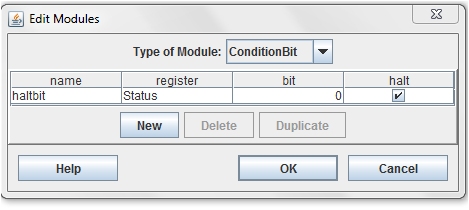 Edit Modules
Type of Module: ConditionBit
name register bit halt
haltbit Status 0
New Delete Duplicate
Help OK Cancel